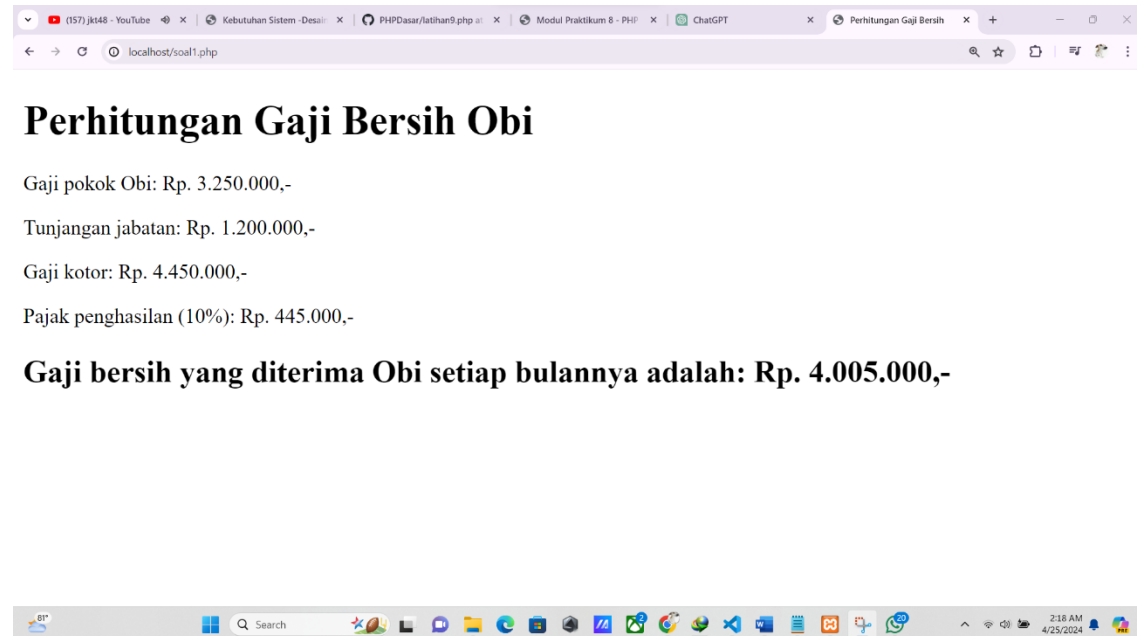 (157) jkt48 - YouTube
Kebutuhan Sistem -Desain
PHPDasar/latihan9.php at
Modul Praktikum 8 - PHP
ChatGPT
Perhitungan Gaji Bersih
localhost/soal1.php
Perhitungan Gaji Bersih Obi
Gaji pokok Obi: Rp. 3.250.000,-
Tunjangan jabatan: Rp. 1.200.000,-
Gaji kotor: Rp. 4.450.000,-
Pajak penghasilan (10%): Rp. 445.000,-
Gaji bersih yang diterima Obi setiap bulannya adalah: Rp. 4.005.000,-
81°
Search
2
20
2:18 AM
4/25/2024